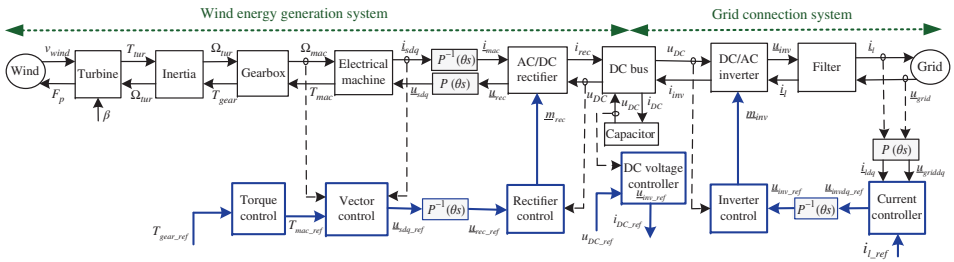 Wind energy generation system
Grid connection system
v_wind
T_tur
Ω_tur
Ω_mac
i_sdq
P⁻¹(θs)
i_mac
i_rec
u_DC
u_inv
i_l
Wind
Turbine
Inertia
Gearbox
Electrical machine
AC/DC rectifier
DC bus
DC/AC inverter
Filter
Grid
F_p
Ω_tur
T_gear
T_mac
u_sdq
P(θs)
u_rec
u_DC
u_DC
i_DC
i_inv
i_l
u_grid
β
m_rec
Capacitor
m_inv
P(θs)
i_ldq
u_griddq
Torque control
Vector control
Rectifier control
DC voltage controller
u_inv_ref
Inverter control
u_inv_ref
u_invdq_ref
Current controller
T_gear_ref
T_mac_ref
u_sdq_ref
P⁻¹(θs)
u_rec_ref
u_DC_ref
i_DC_ref
P⁻¹(θs)
i_l_ref